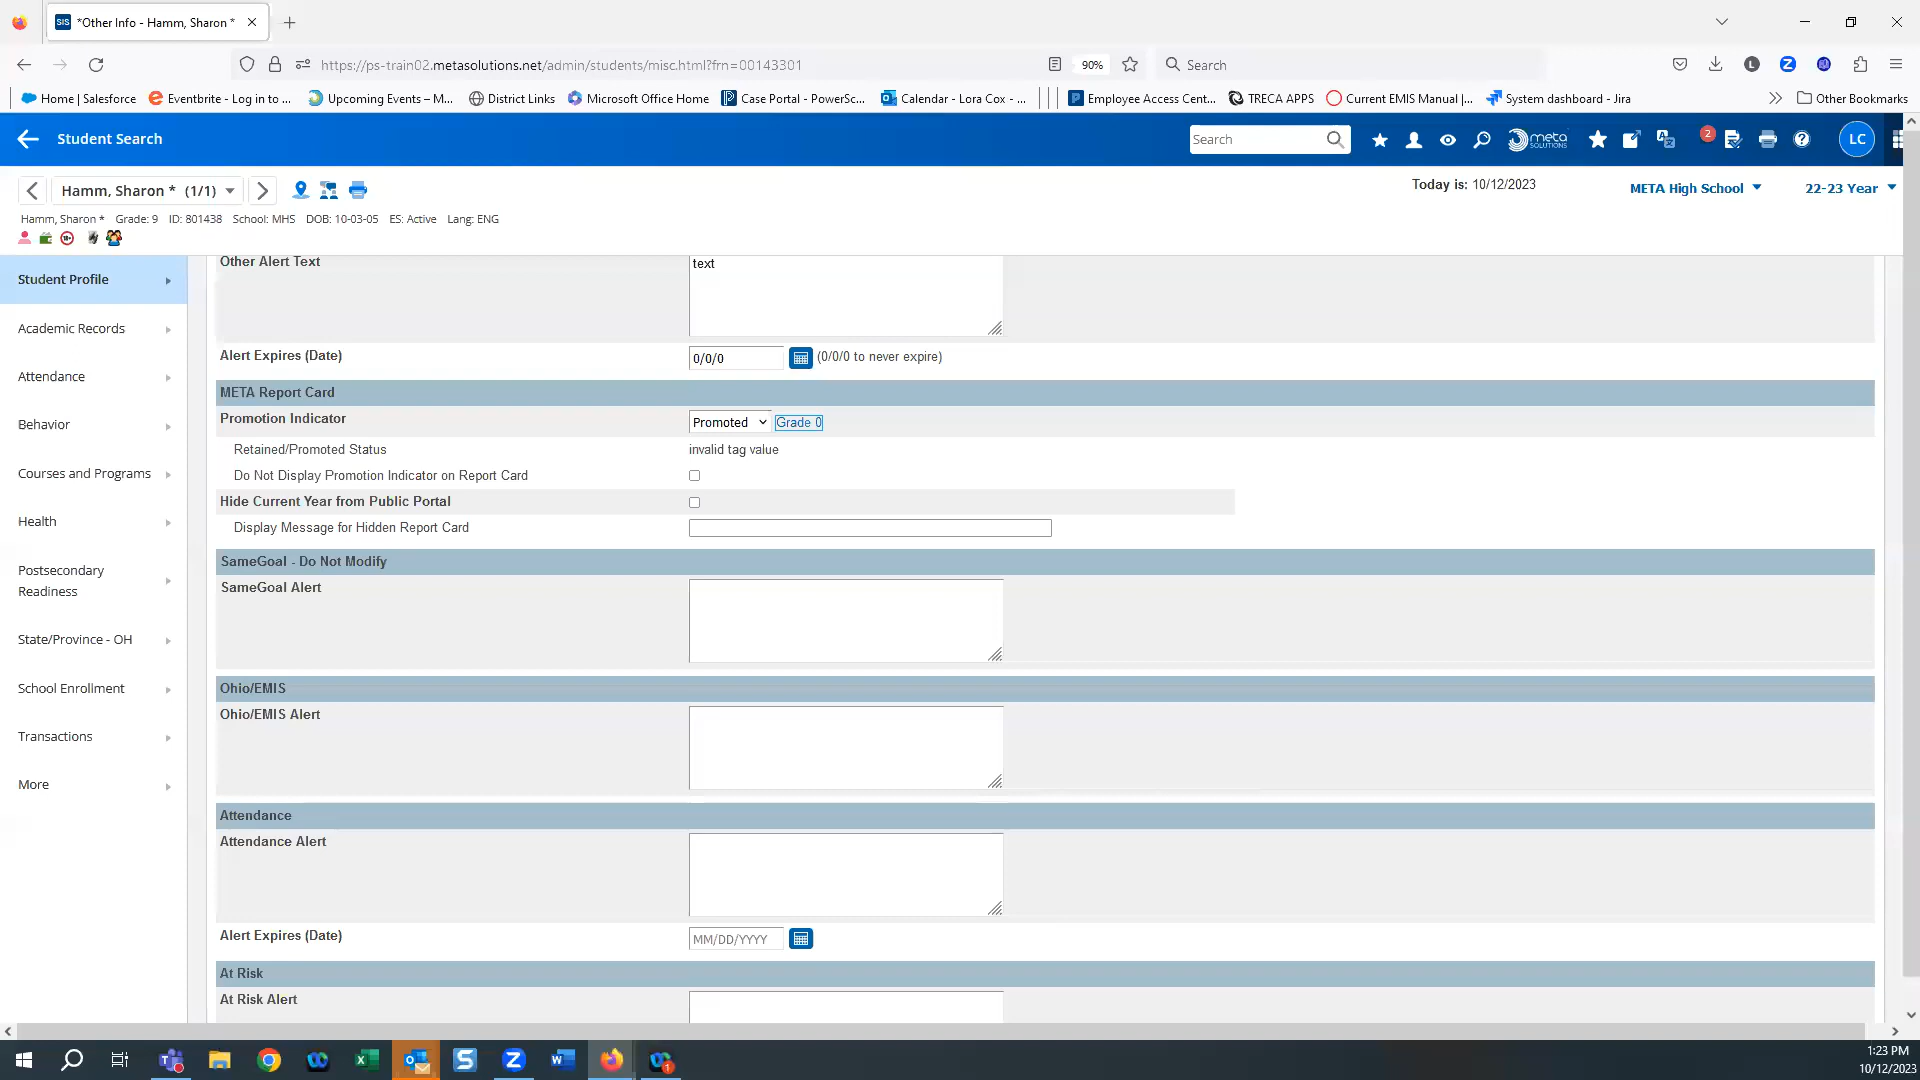 SIS *Other Info - Hamm, Sharon *
https://ps-train02.metasolutions.net/admin/students/misc.html?frn=00143301
90%
Search
L
Z
Home | Salesforce
Eventbrite - Log in to ...
Upcoming Events – M...
District Links
Microsoft Office Home
Case Portal - PowerSc...
Calendar - Lora Cox - ...
Employee Access Cent...
TRECA APPS
Current EMIS Manual |...
System dashboard - Jira
Other Bookmarks
Student Search
Search
meta
SOLUTIONS
2
LC
Hamm, Sharon * (1/1)
Today is: 10/12/2023
META High School
22-23 Year
Hamm, Sharon * Grade: 9 ID: 801438 School: MHS DOB: 10-03-05 ES: Active Lang: ENG
Student Profile
Academic Records
Attendance
Behavior
Courses and Programs
Health
Postsecondary
Readiness
State/Province - OH
School Enrollment
Transactions
More
Other Alert Text
text
Alert Expires (Date)
0/0/0
(0/0/0 to never expire)
META Report Card
Promotion Indicator
Promoted
Grade 0
Retained/Promoted Status
invalid tag value
Do Not Display Promotion Indicator on Report Card
Hide Current Year from Public Portal
Display Message for Hidden Report Card
SameGoal - Do Not Modify
SameGoal Alert
Ohio/EMIS
Ohio/EMIS Alert
Attendance
Attendance Alert
Alert Expires (Date)
MM/DD/YYYY
At Risk
At Risk Alert
1:23 PM
10/12/2023